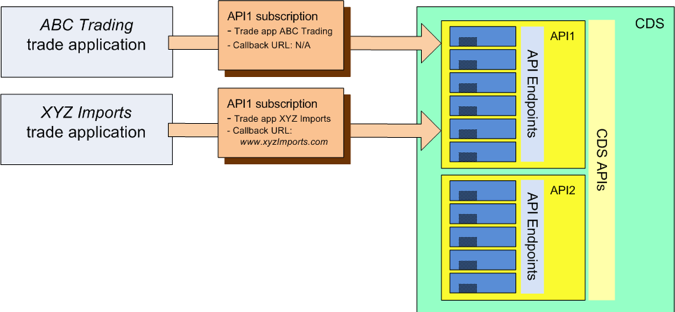 ABC Trading
trade application
API1 subscription
- Trade app ABC Trading
- Callback URL: N/A
XYZ Imports
trade application
API1 subscription
- Trade app XYZ Imports
- Callback URL:
www.xyzImports.com
CDS
API1
API Endpoints
CDS APIs
API2
API Endpoints